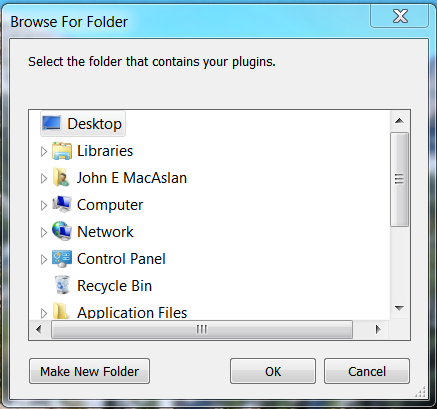 Browse For Folder
Select the folder that contains your plugins.
Desktop
Libraries
John E MacAslan
Computer
Network
Control Panel
Recycle Bin
Application Files
Make New Folder OK Cancel